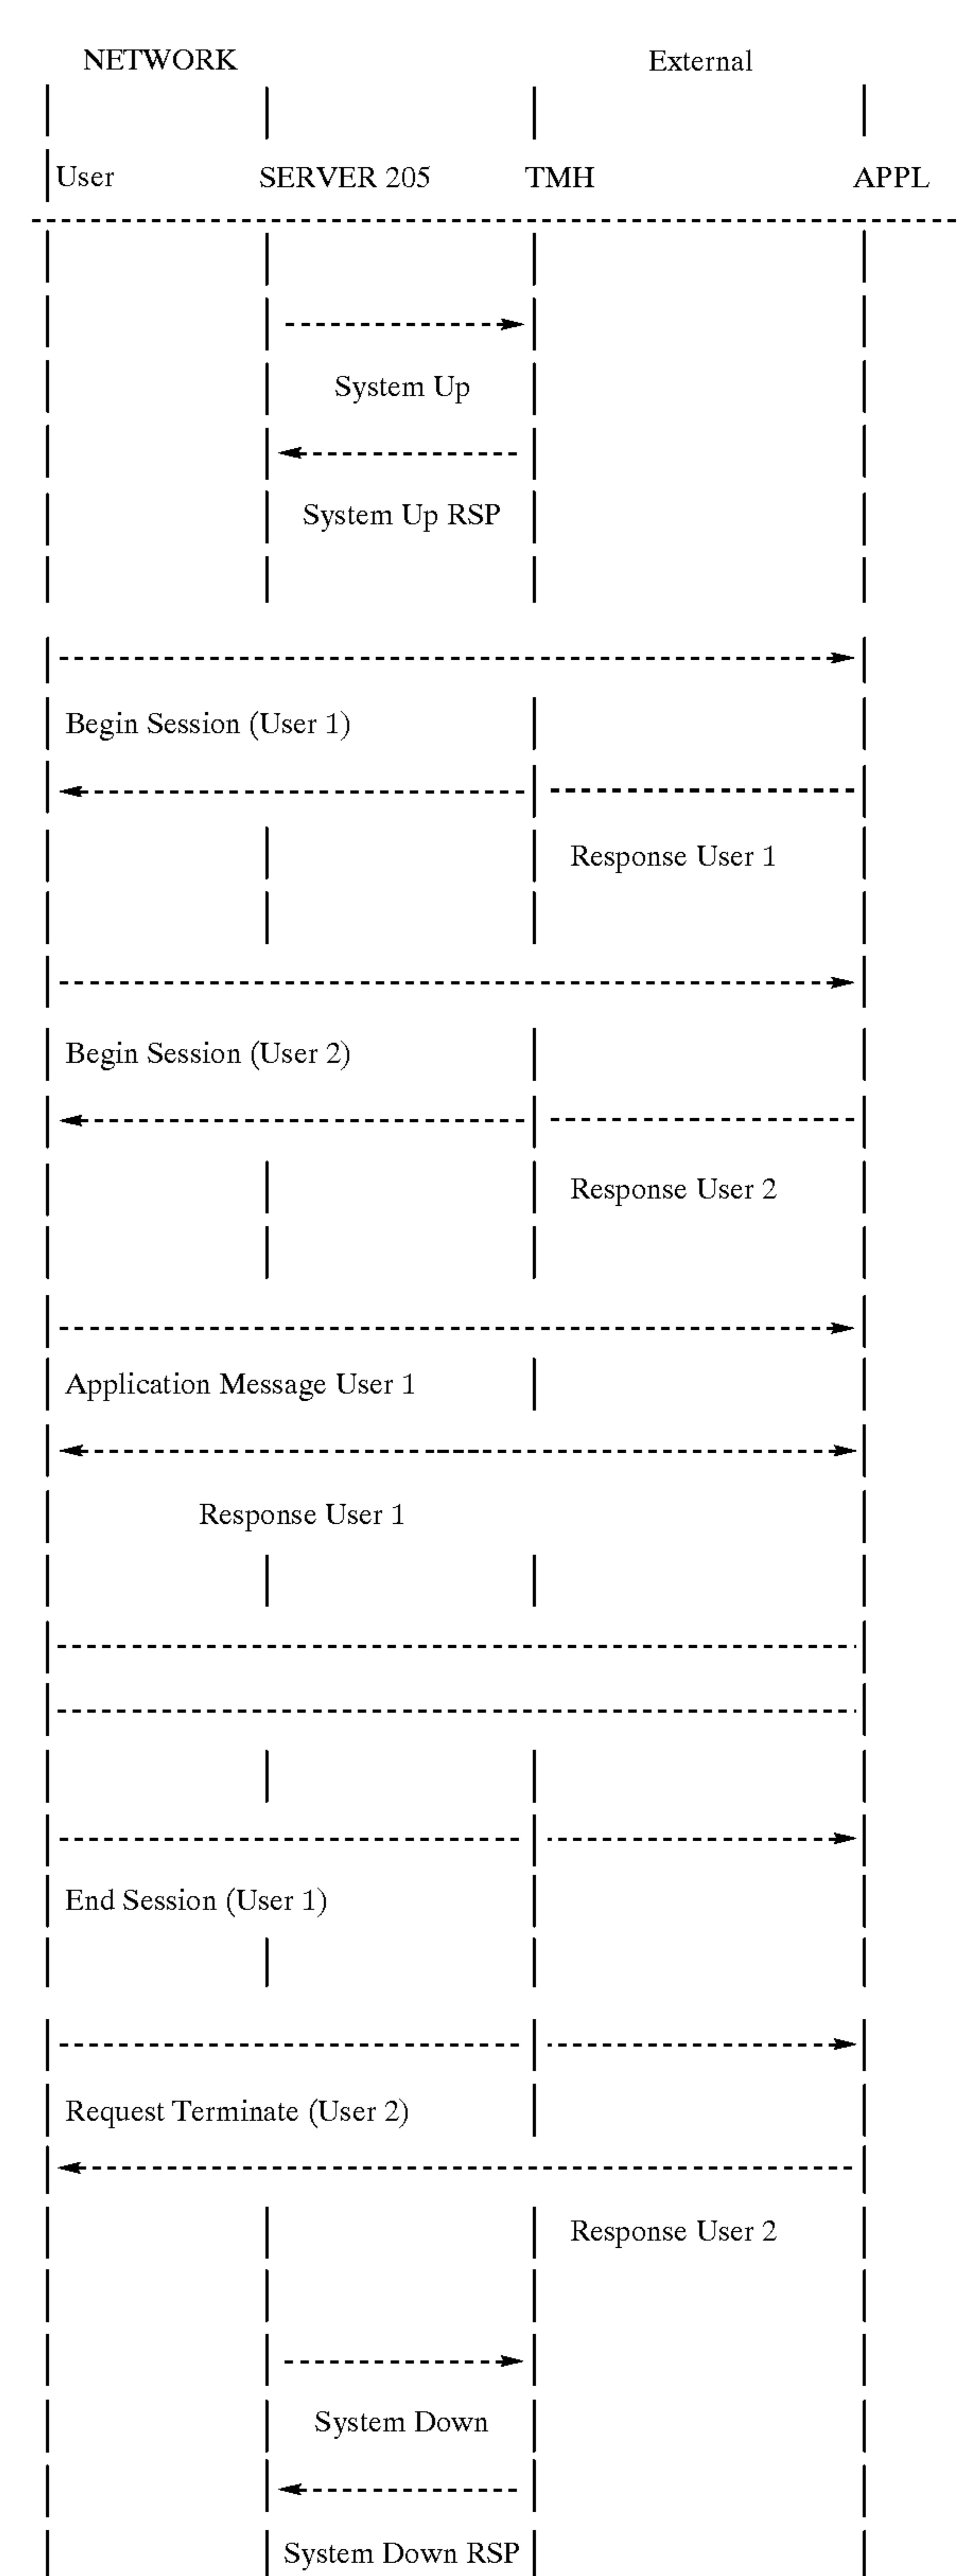 NETWORK External
User SERVER 205 TMH APPL
System Up
System Up RSP
Begin Session (User 1)
Response User 1
Begin Session (User 2)
Response User 2
Application Message User 1
Response User 1
End Session (User 1)
Request Terminate (User 2)
Response User 2
System Down
System Down RSP